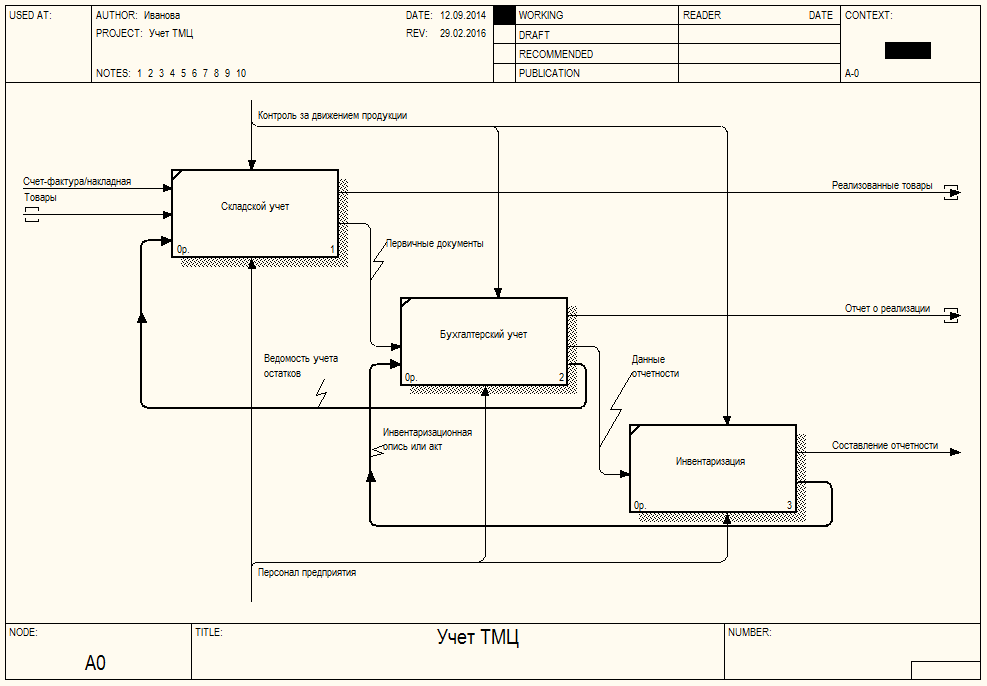 USED AT:
AUTHOR: Иванова
DATE: 12.09.2014
PROJECT: Учет ТМЦ
REV: 29.02.2016
NOTES: 1 2 3 4 5 6 7 8 9 10
WORKING
DRAFT
RECOMMENDED
PUBLICATION
READER
DATE
CONTEXT:
A-0
Контроль за движением продукции
Счет-фактура/накладная
Товары
Складской учет
0р.
1
Реализованные товары
Первичные документы
Бухгалтерский учет
0р.
2
Отчет о реализации
Ведомость учета
остатков
Данные
отчетности
Инвентаризационная
опись или акт
Инвентаризация
0р.
3
Составление отчетности
Персонал предприятия
NODE:
A0
TITLE:
Учет ТМЦ
NUMBER: